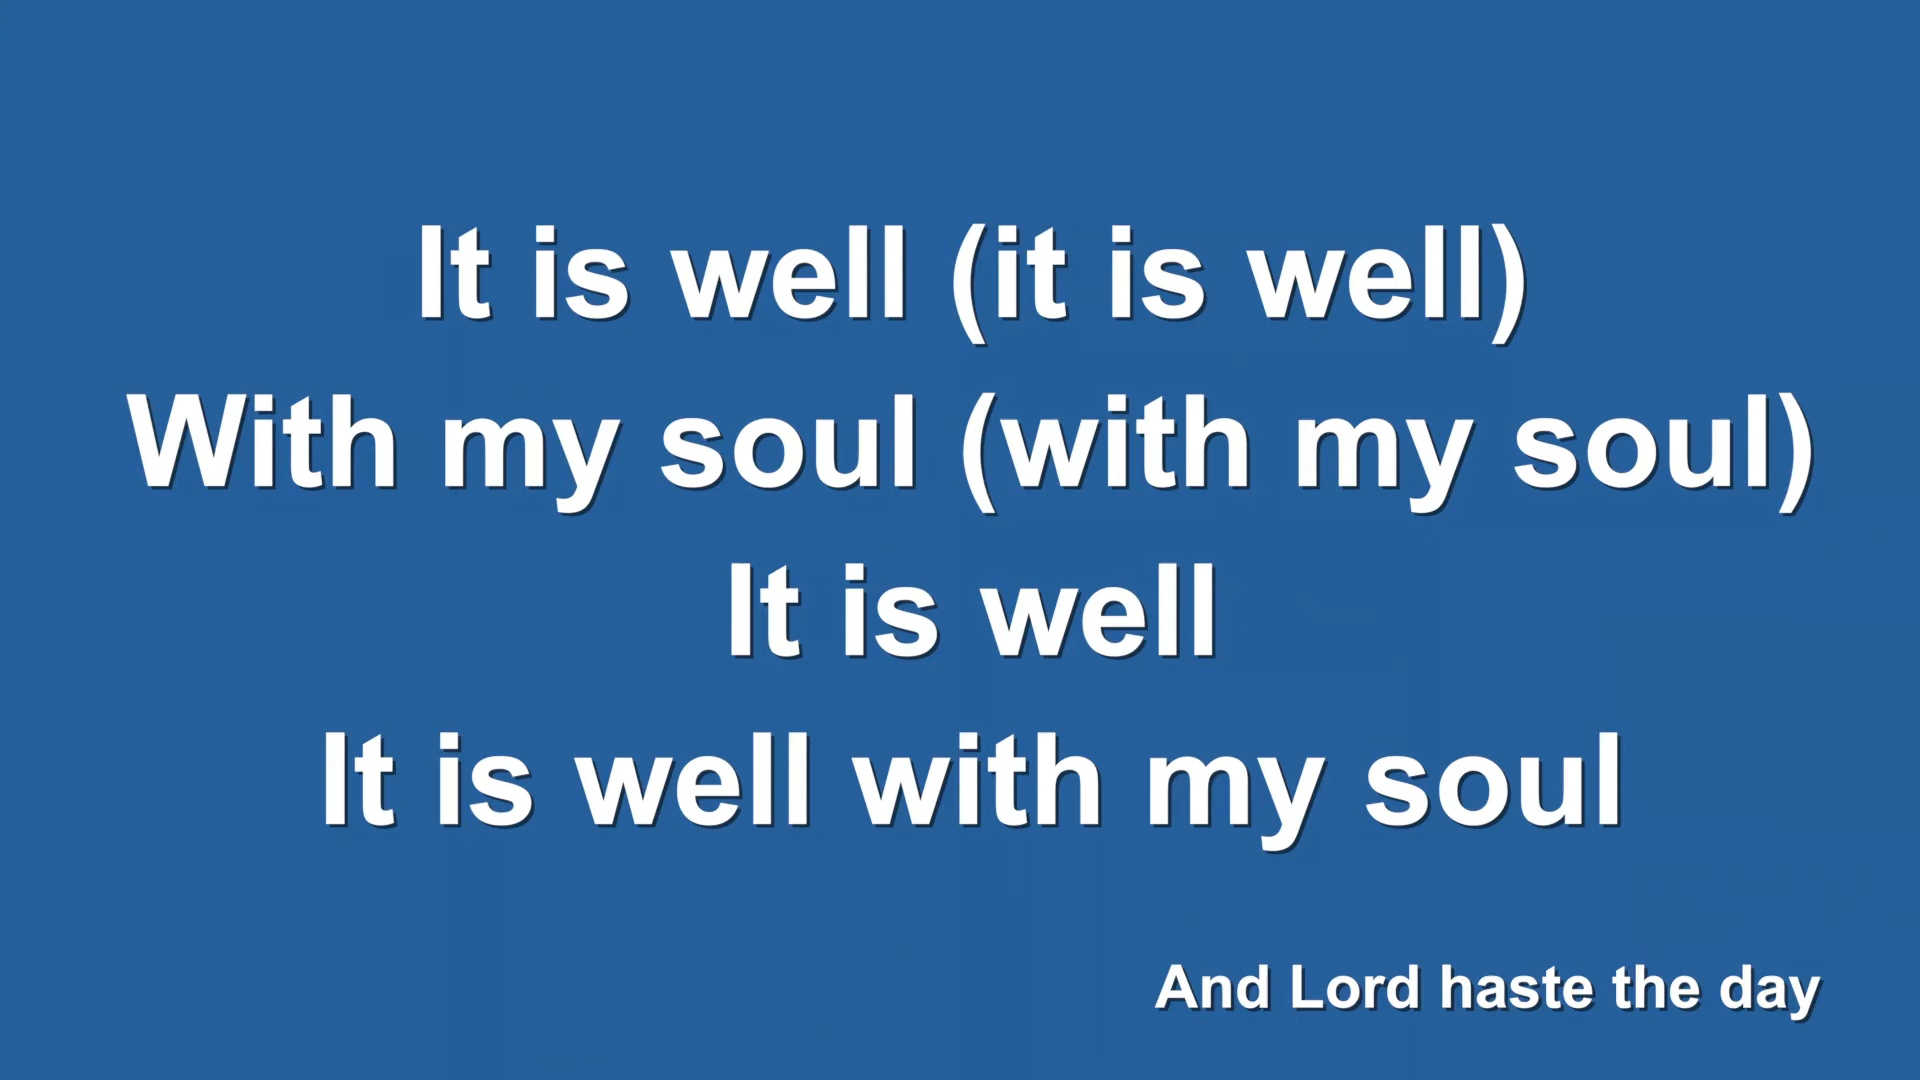 It is well (it is well)
With my soul (with my soul)
It is well
It is well with my soul
And Lord haste the day